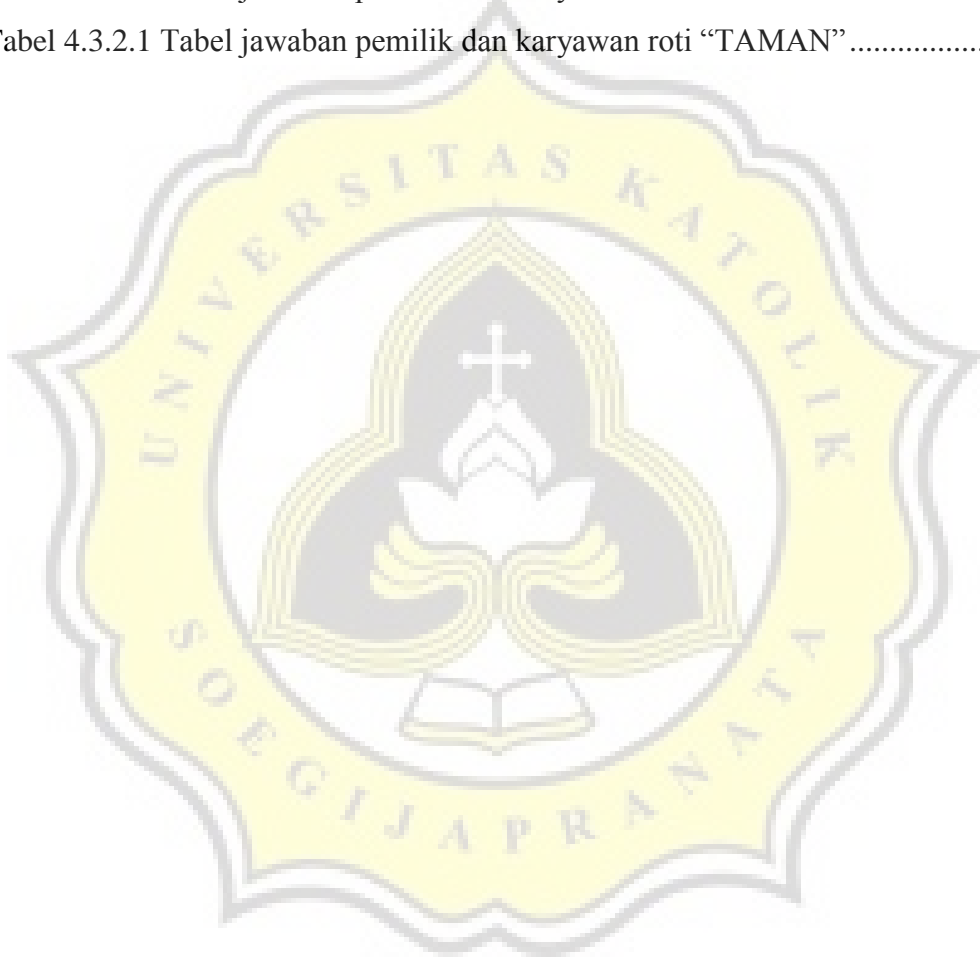 Tabel 4.3.2.1 Tabel jawaban pemilik dan karyawan roti “TAMAN”................
UNIVERSITAS KATOLIK
SOEGIJAPRANATA